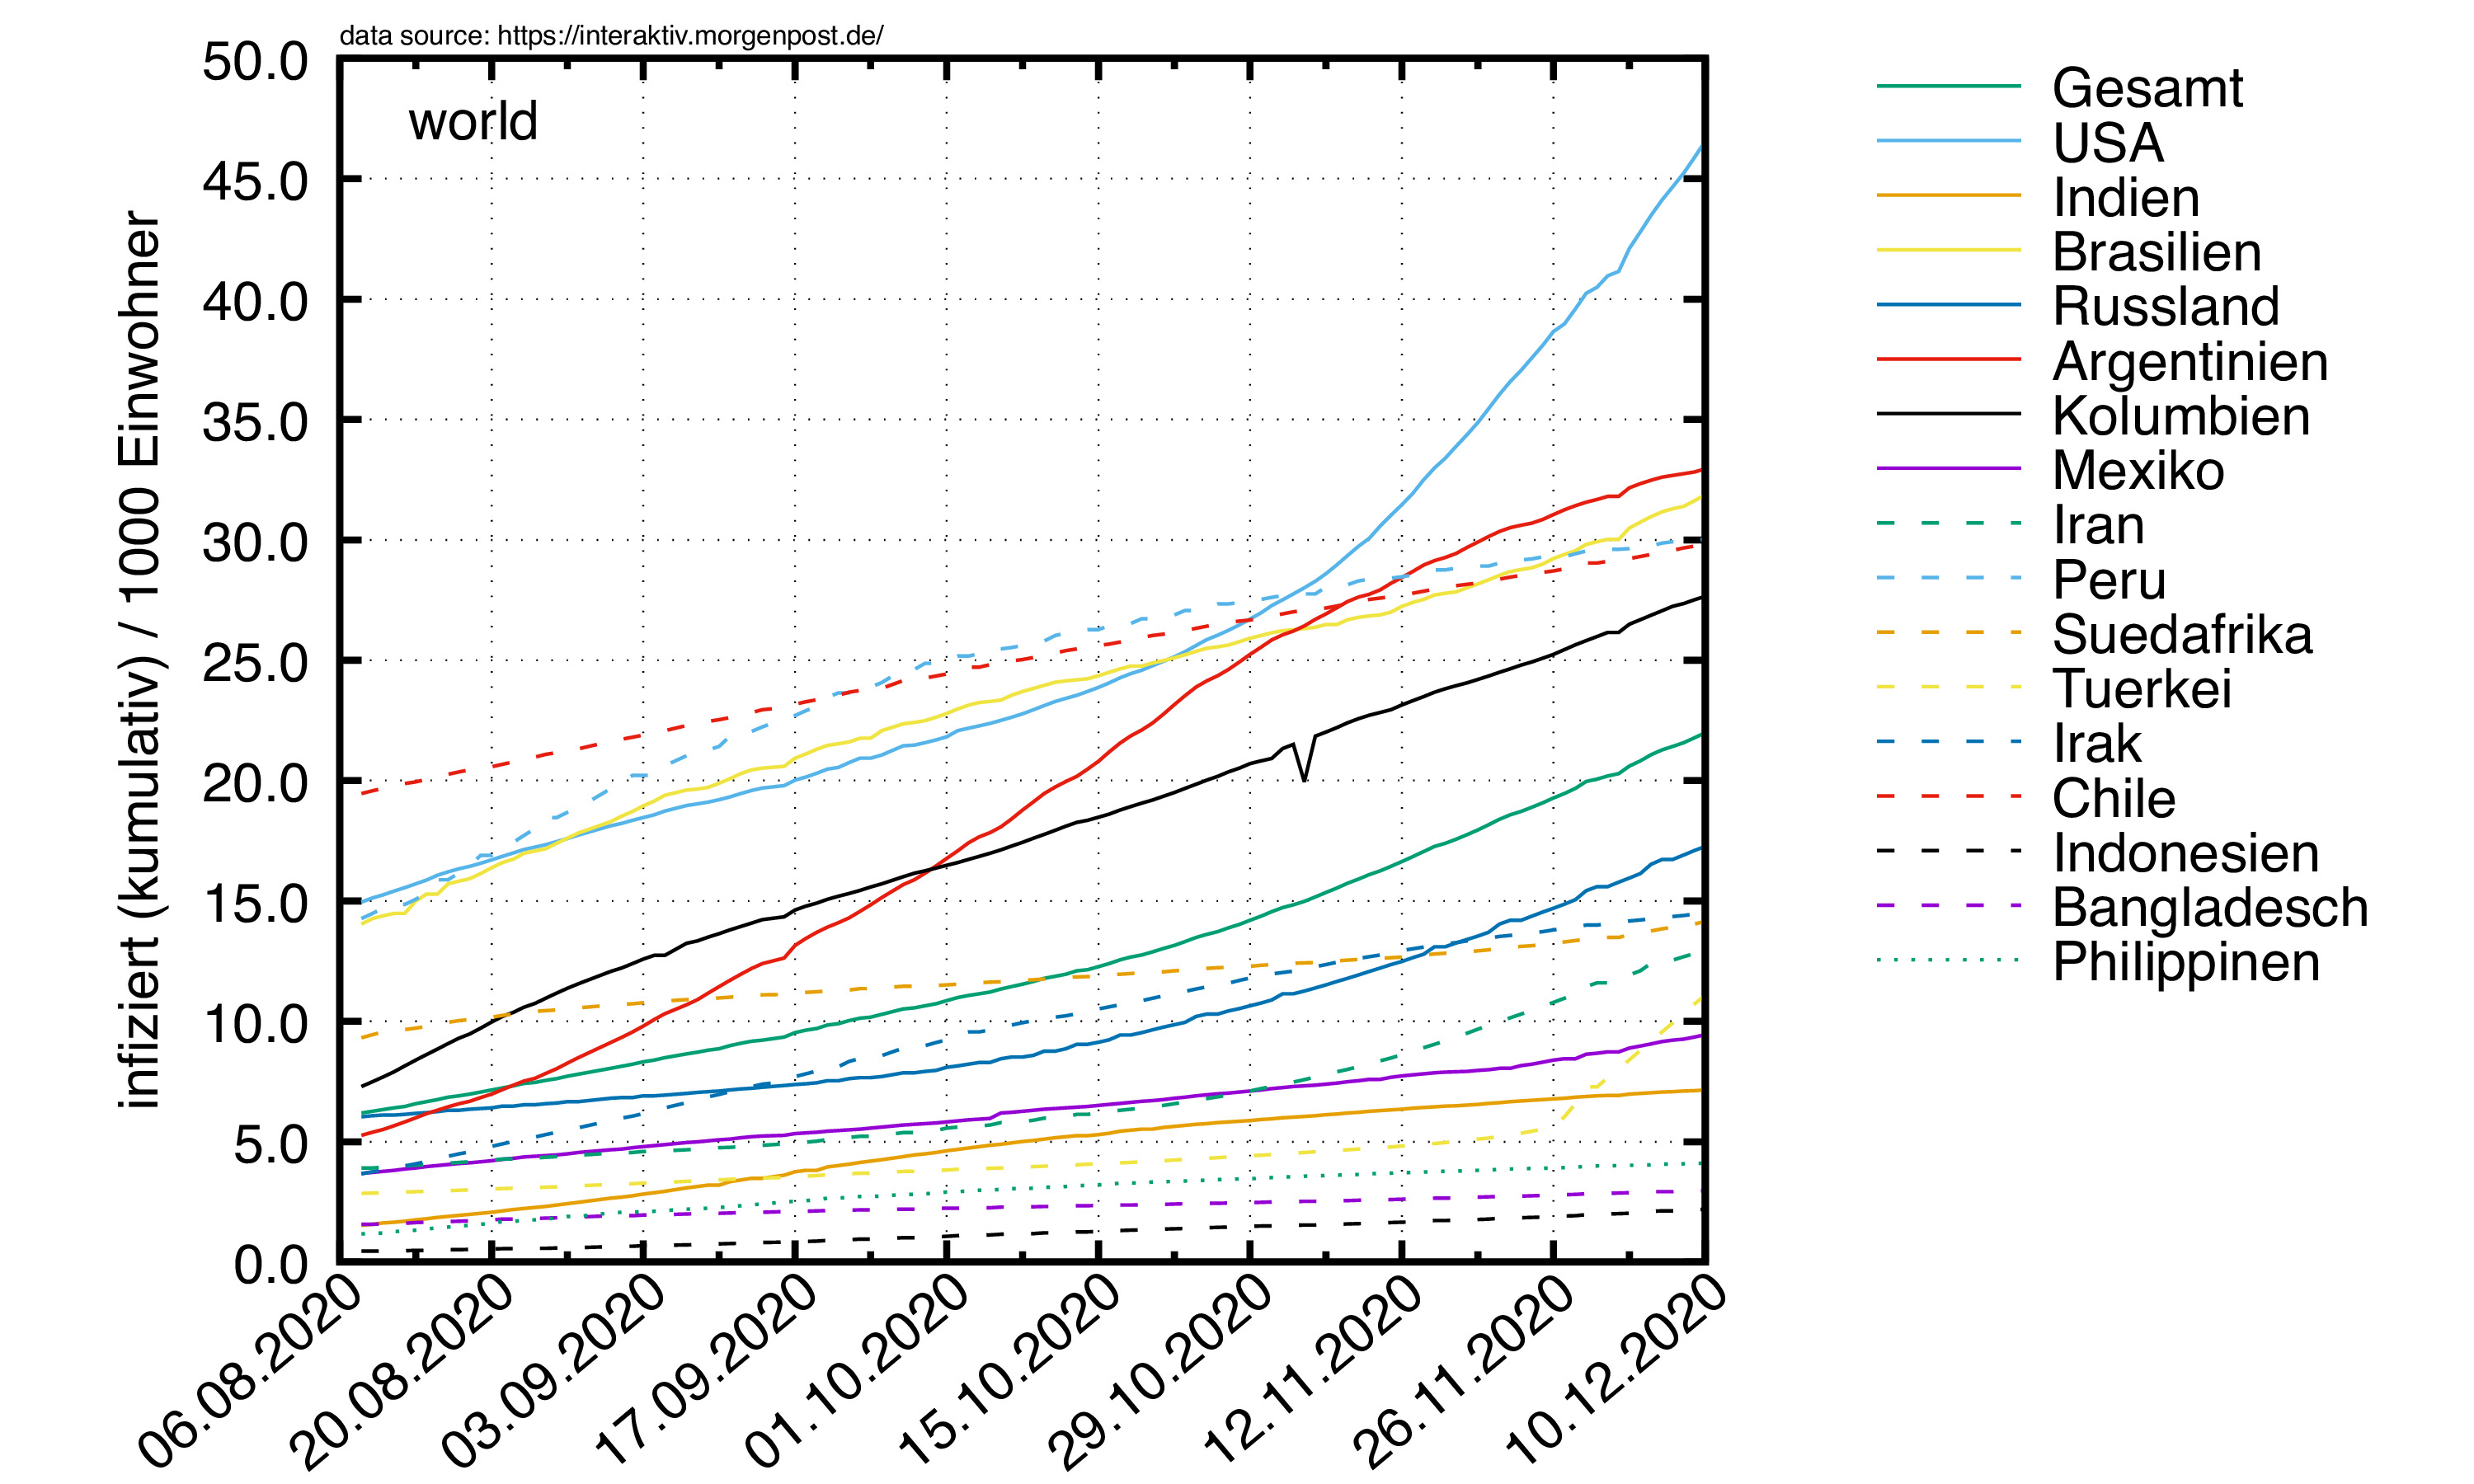 data source: https://interaktiv.morgenpost.de/
world
infiziert (kumulativ) / 1000 Einwohner
50.0
45.0
40.0
35.0
30.0
25.0
20.0
15.0
10.0
5.0
0.0
06.08.2020
20.08.2020
03.09.2020
17.09.2020
01.10.2020
15.10.2020
29.10.2020
12.11.2020
26.11.2020
10.12.2020
Gesamt
USA
Indien
Brasilien
Russland
Argentinien
Kolumbien
Mexiko
Iran
Peru
Suedafrika
Tuerkei
Irak
Chile
Indonesien
Bangladesch
Philippinen